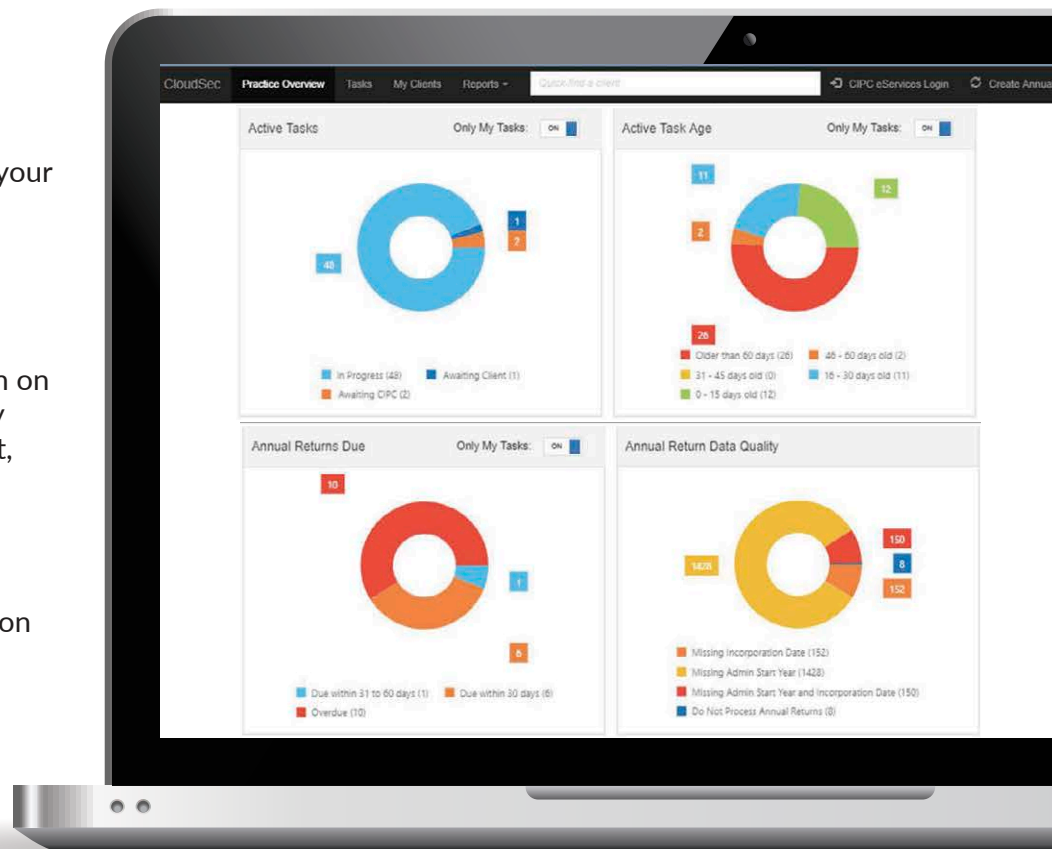 your
n on
y
t,
on
CloudSec Practice Overview Tasks My Clients Reports Quick-find a client CIPC eServices Login Create Annua
Active Tasks Only My Tasks: ON
48
1
2
In Progress (48) Awaiting Client (1)
Awaiting CIPC (2)
Active Task Age Only My Tasks: ON
11
12
2
26
Older than 60 days (26) 46 - 60 days old (2)
31 - 45 days old (0) 16 - 30 days old (11)
0 - 15 days old (12)
Annual Returns Due Only My Tasks: ON
10
1
6
Due within 31 to 60 days (1) Due within 30 days (6)
Overdue (10)
Annual Return Data Quality
1428
150
8
152
Missing Incorporation Date (152)
Missing Admin Start Year (1428)
Missing Admin Start Year and Incorporation Date (150)
Do Not Process Annual Returns (8)